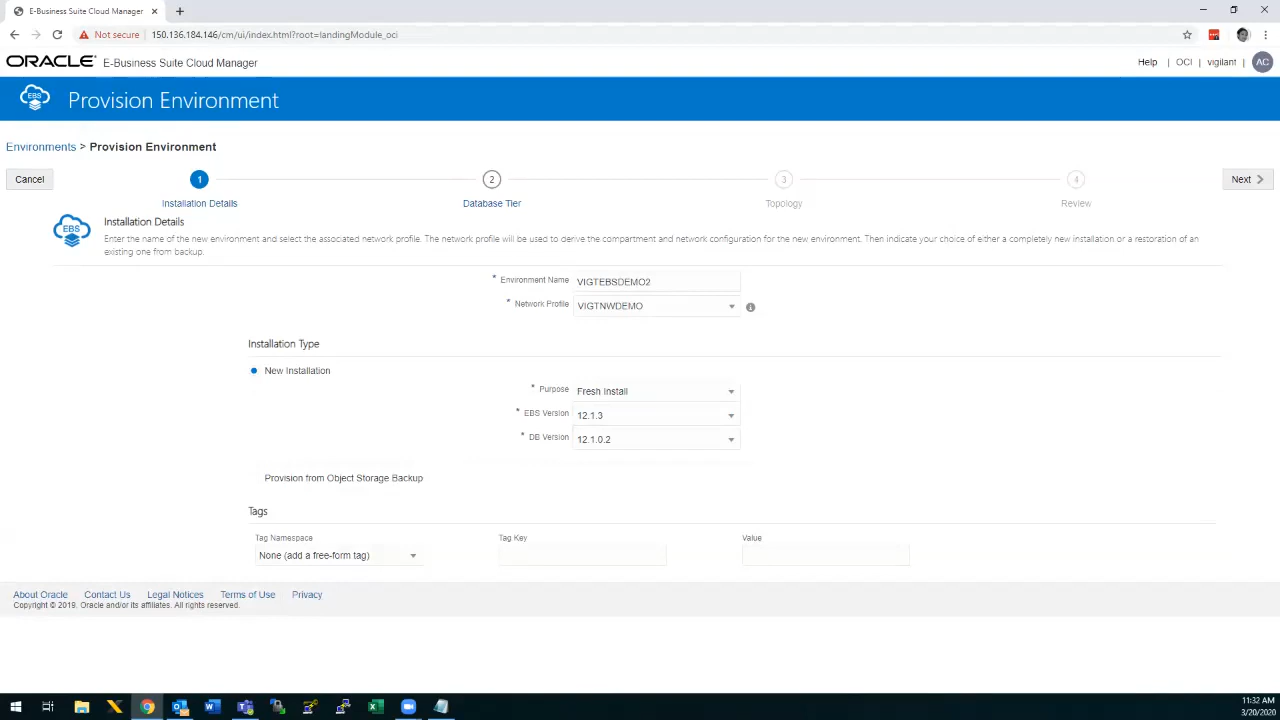 E-Business Suite Cloud Manager
Not secure | 150.136.184.146/cm/ui/index.html?root=landingModule_oci
ORACLE E-Business Suite Cloud Manager
Help | OCI | vigilant | AC
EBS Provision Environment
Environments > Provision Environment
Cancel 1 2 3 4 Next
Installation Details Database Tier Topology Review
EBS
Installation Details
Enter the name of the new environment and select the associated network profile. The network profile will be used to derive the compartment and network configuration for the new environment. Then indicate your choice of either a completely new installation or a restoration of an
existing one from backup.
* Environment Name VIGTEBSDEMO2
* Network Profile VIGTNWDEMO
Installation Type
New Installation
* Purpose Fresh Install
* EBS Version 12.1.3
* DB Version 12.1.0.2
Provision from Object Storage Backup
Tags
Tag Namespace Tag Key Value
None (add a free-form tag)
About Oracle Contact Us Legal Notices Terms of Use Privacy
Copyright © 2019, Oracle and/or its affiliates. All rights reserved.
11:32 AM
3/20/2020